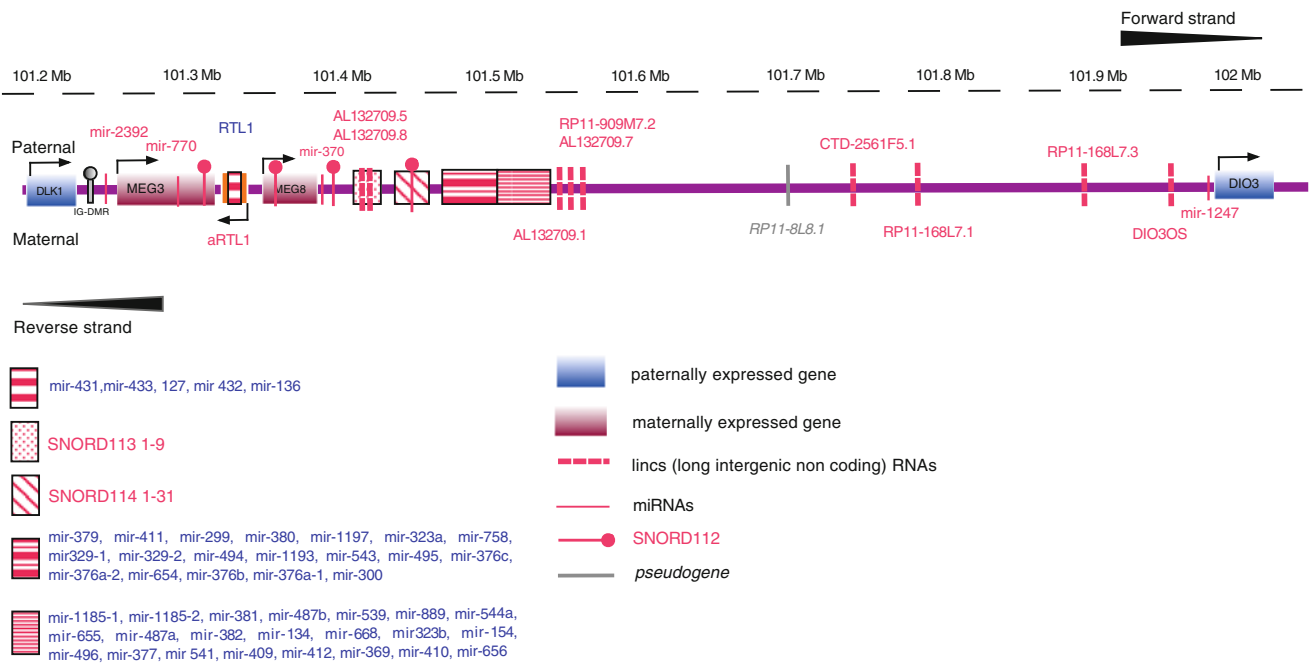 Forward strand
101.2 Mb 101.3 Mb 101.4 Mb 101.5 Mb 101.6 Mb 101.7 Mb 101.8 Mb 101.9 Mb 102 Mb
AL132709.5
AL132709.8
RP11-909M7.2
AL132709.7
mir-2392
RTL1
mir-770
mir-370
CTD-2561F5.1
RP11-168L7.3
Paternal
DLK1
IG-DMR
MEG3
MEG8
DIO3
mir-1247
Maternal
aRTL1
AL132709.1
RP11-8L8.1
RP11-168L7.1
DIO3OS
Reverse strand
mir-431,mir-433, 127, mir 432, mir-136
SNORD113 1-9
SNORD114 1-31
mir-379, mir-411, mir-299, mir-380, mir-1197, mir-323a, mir-758,
mir329-1, mir-329-2, mir-494, mir-1193, mir-543, mir-495, mir-376c,
mir-376a-2, mir-654, mir-376b, mir-376a-1, mir-300
mir-1185-1, mir-1185-2, mir-381, mir-487b, mir-539, mir-889, mir-544a,
mir-655, mir-487a, mir-382, mir-134, mir-668, mir323b, mir-154,
mir-496, mir-377, mir 541, mir-409, mir-412, mir-369, mir-410, mir-656
paternally expressed gene
maternally expressed gene
lincs (long intergenic non coding) RNAs
miRNAs
SNORD112
pseudogene